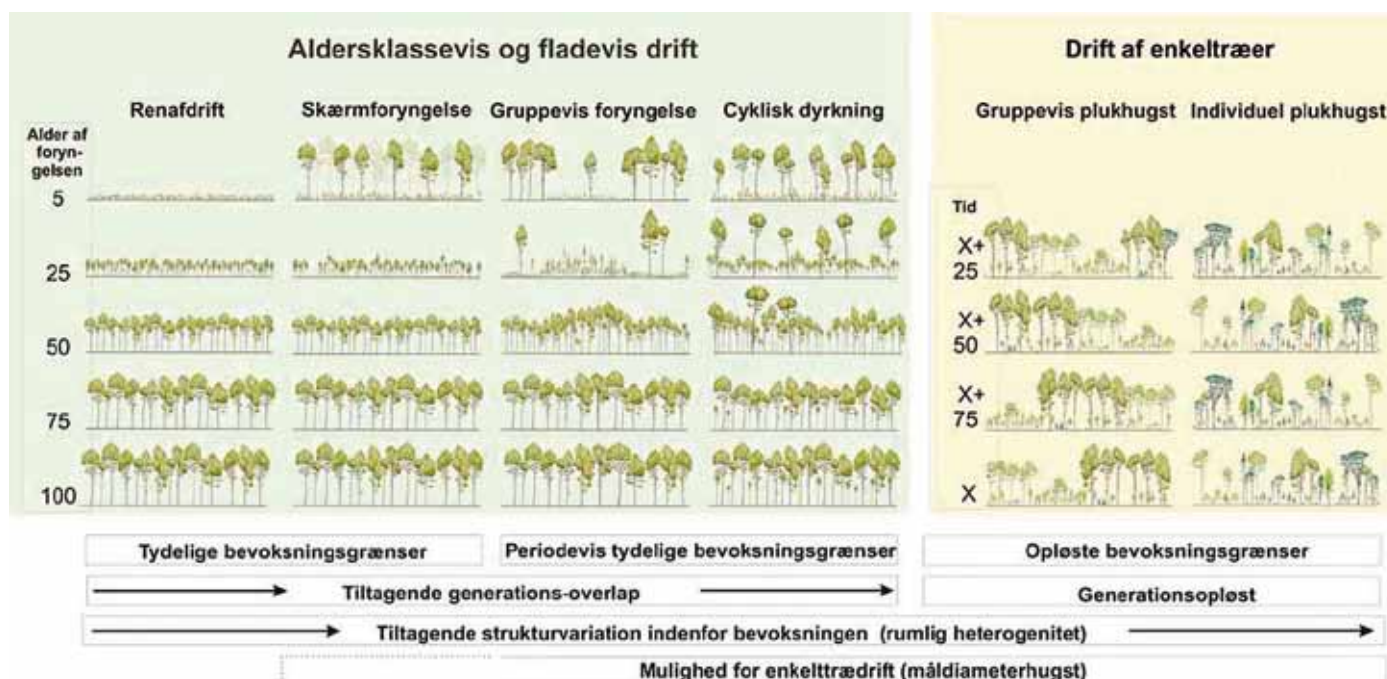 Aldersklassevis og fladevis drift
Drift af enkeltræer
Renafdrift
Skærmforyngelse
Gruppevis foryngelse
Cyklisk dyrkning
Gruppevis plukhugst
Individuel plukhugst
Alder af
foryn-
gelsen
5
25
50
75
100
Tid
X+
25
X+
50
X+
75
X
Tydelige bevoksningsgrænser
Periodevis tydelige bevoksningsgrænser
Opløste bevoksningsgrænser
Tiltagende generations-overlap
Generationsopløst
Tiltagende strukturvariation indenfor bevoksningen (rumlig heterogenitet)
Mulighed for enkelttrædrift (måldiameterhugst)